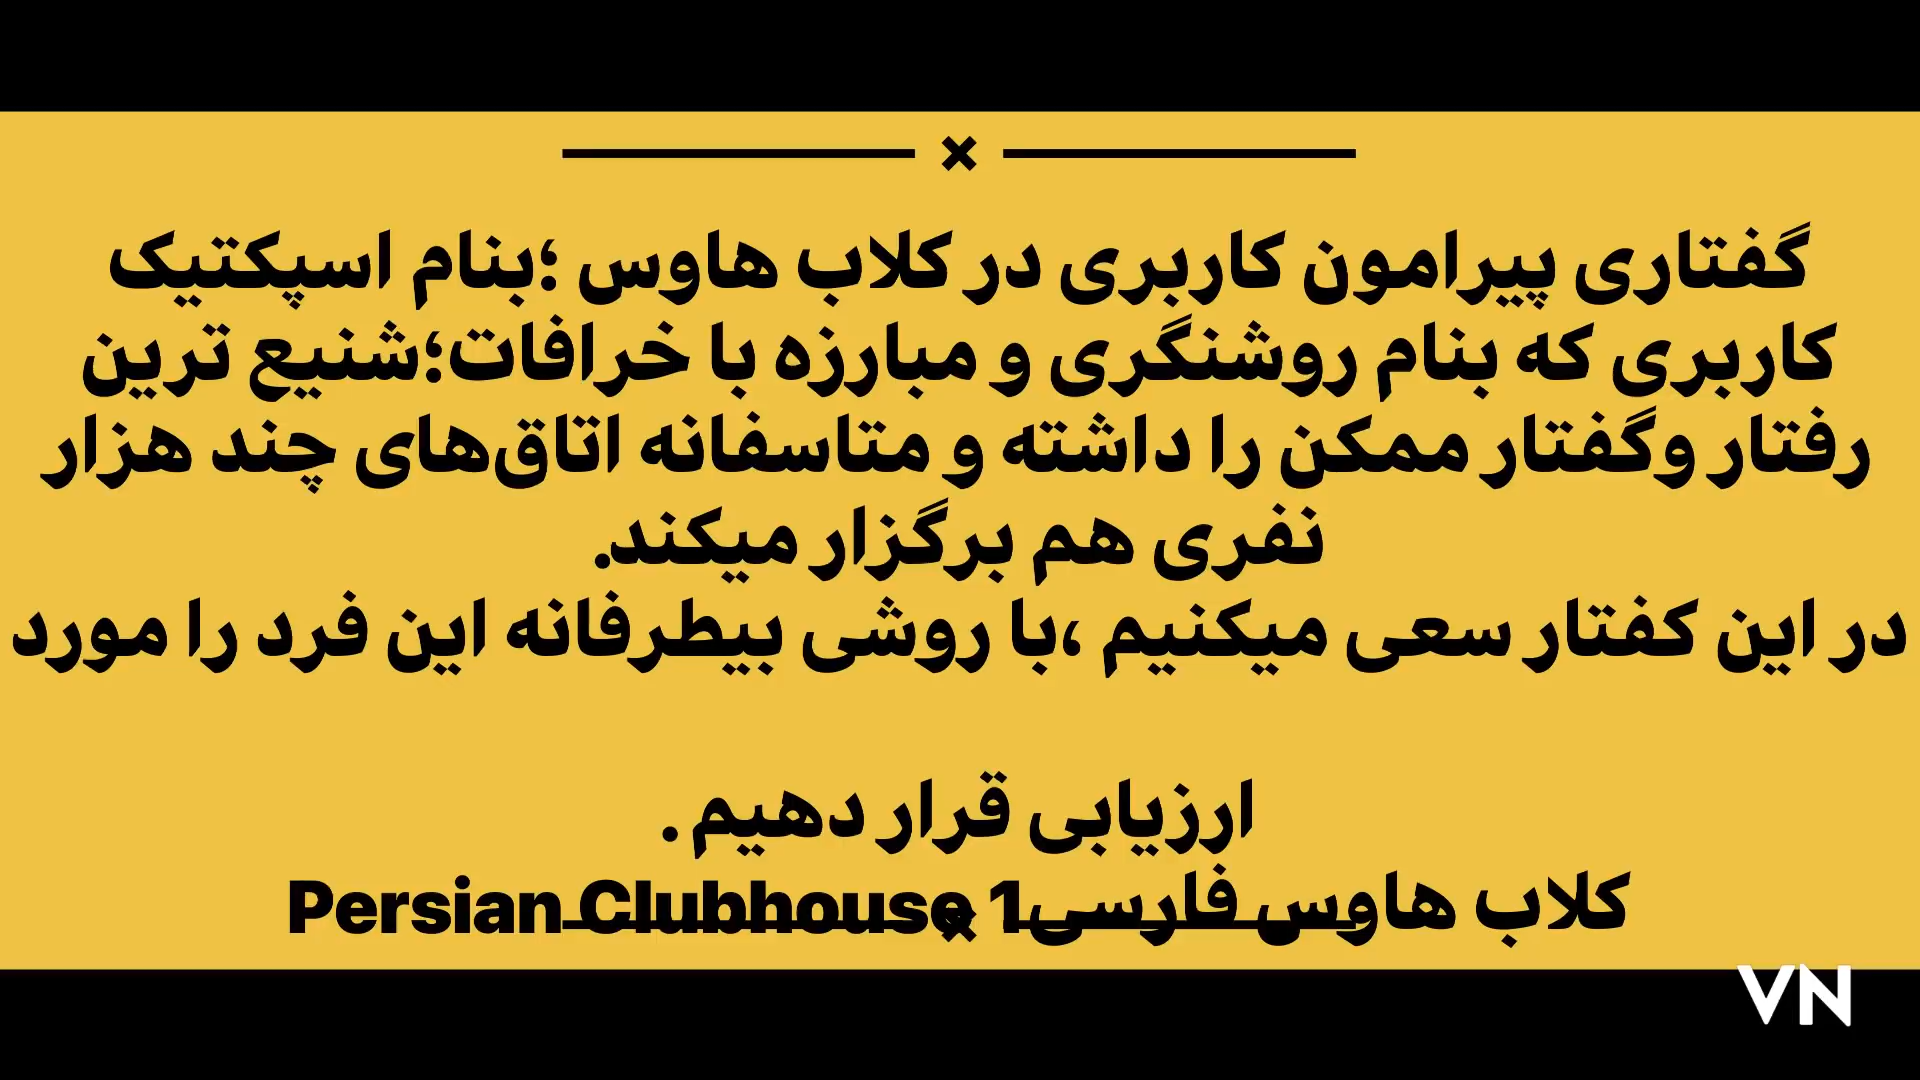 گفتاری پیرامون کاربری در کلاب هاوس ؛بنام اسپکتیک
کاربری که بنام روشنگری و مبارزه با خرافات؛شنیع ترین
رفتار وگفتار ممکن را داشته و متاسفانه اتاق‌های چند هزار
نفری هم برگزار میکند.
در این کفتار سعی میکنیم ،با روشی بیطرفانه این فرد را مورد
ارزیابی قرار دهیم .
کلاب هاوس فارسی1 Persian Clubhouse
VN